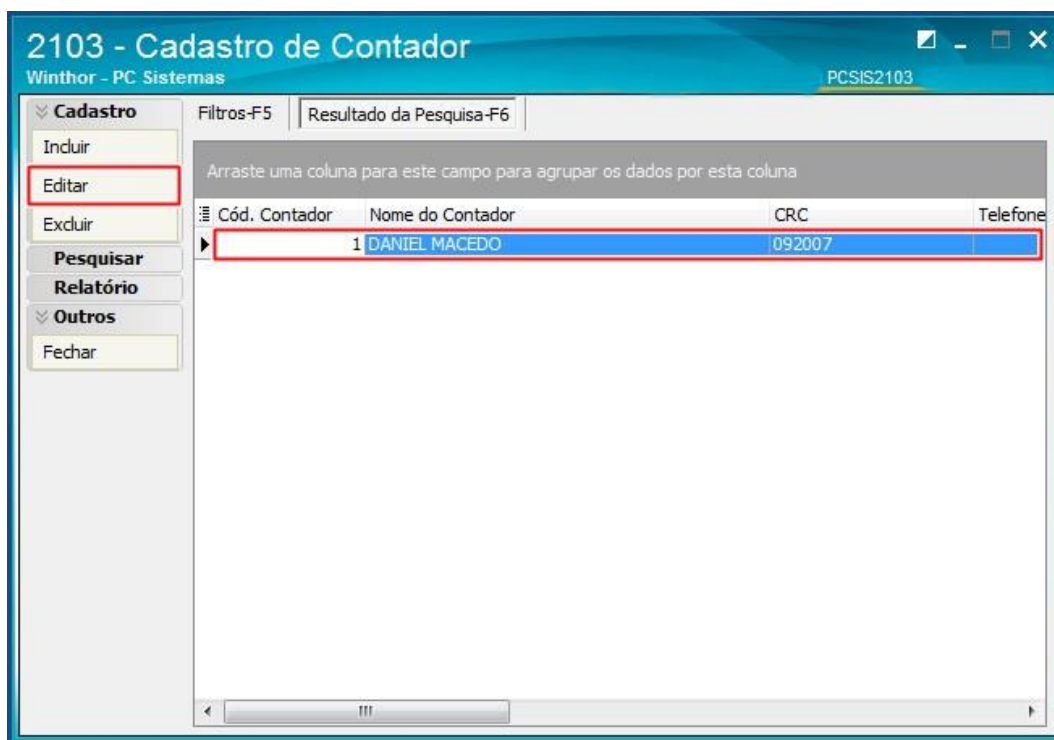 2103 - Cadastro de Contador
Winthor - PC Sistemas
PCSIS2103
Cadastro
Incluir
Editar
Excluir
Pesquisar
Relatório
Outros
Fechar
Filtros-F5
Resultado da Pesquisa-F6
Arraste uma coluna para este campo para agrupar os dados por esta coluna
Cód. Contador Nome do Contador CRC Telefone
1 DANIEL MACEDO 092007